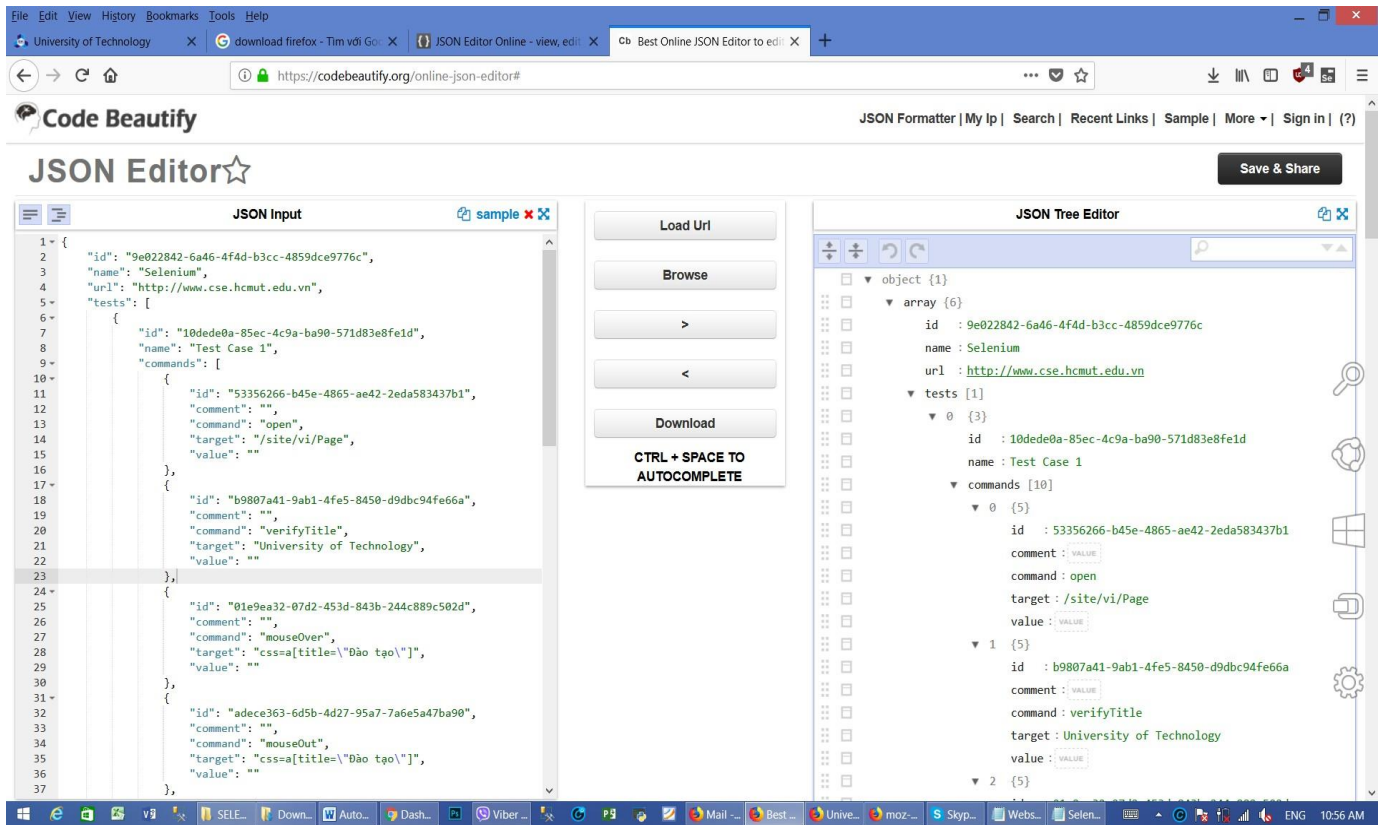 File Edit View History Bookmarks Tools Help
University of Technology
download firefox - Tìm với Goo
JSON Editor Online - view, edit
Cb Best Online JSON Editor to edit
https://codebeautify.org/online-json-editor#
4
Se
Code Beautify
JSON Formatter | My Ip | Search | Recent Links | Sample | More | Sign in | (?)
JSON Editor
Save & Share
JSON Input
sample
1 {
2 "id": "9e022842-6a46-4f4d-b3cc-4859dce9776c",
3 "name": "Selenium",
4 "url": "http://www.cse.hcmut.edu.vn",
5 "tests": [
6 {
7 "id": "10dede0a-85ec-4c9a-ba90-571d83e8fe1d",
8 "name": "Test Case 1",
9 "commands": [
10 {
11 "id": "53356266-b45e-4865-ae42-2eda583437b1",
12 "comment": "",
13 "command": "open",
14 "target": "/site/vi/Page",
15 "value": ""
16 },
17 {
18 "id": "b9807a41-9ab1-4fe5-8450-d9dbc94fe66a",
19 "comment": "",
20 "command": "verifyTitle",
21 "target": "University of Technology",
22 "value": ""
23 },
24 {
25 "id": "01e9ea32-07d2-453d-843b-244c889c502d",
26 "comment": "",
27 "command": "mouseOver",
28 "target": "css=a[title=\"Đào tạo\"]",
29 "value": ""
30 },
31 {
32 "id": "adece363-6d5b-4d27-95a7-7a6e5a47ba90",
33 "comment": "",
34 "command": "mouseOut",
35 "target": "css=a[title=\"Đào tạo\"]",
36 "value": ""
37 },
Load Url
Browse
>
<
Download
CTRL + SPACE TO
AUTOCOMPLETE
JSON Tree Editor
object {1}
array {6}
id : 9e022842-6a46-4f4d-b3cc-4859dce9776c
name : Selenium
url : http://www.cse.hcmut.edu.vn
tests [1]
0 {3}
id : 10dede0a-85ec-4c9a-ba90-571d83e8fe1d
name : Test Case 1
commands [10]
0 {5}
id : 53356266-b45e-4865-ae42-2eda583437b1
comment : VALUE
command : open
target : /site/vi/Page
value : VALUE
1 {5}
id : b9807a41-9ab1-4fe5-8450-d9dbc94fe66a
comment : VALUE
command : verifyTitle
target : University of Technology
value : VALUE
2 {5}
SELE... Down... Auto... Dash... Viber ... Mail -... Best ... Unive... moz-... Skyp... Webs... Selen... ENG 10:56 AM